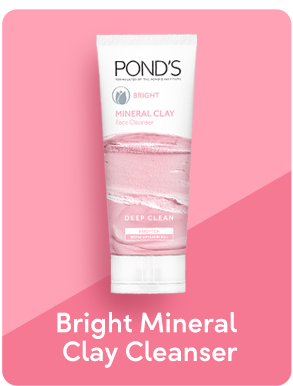 POND'S
BRIGHT
MINERAL CLAY
Face Cleanser
DEEP CLEAN
Bright Mineral
Clay Cleanser